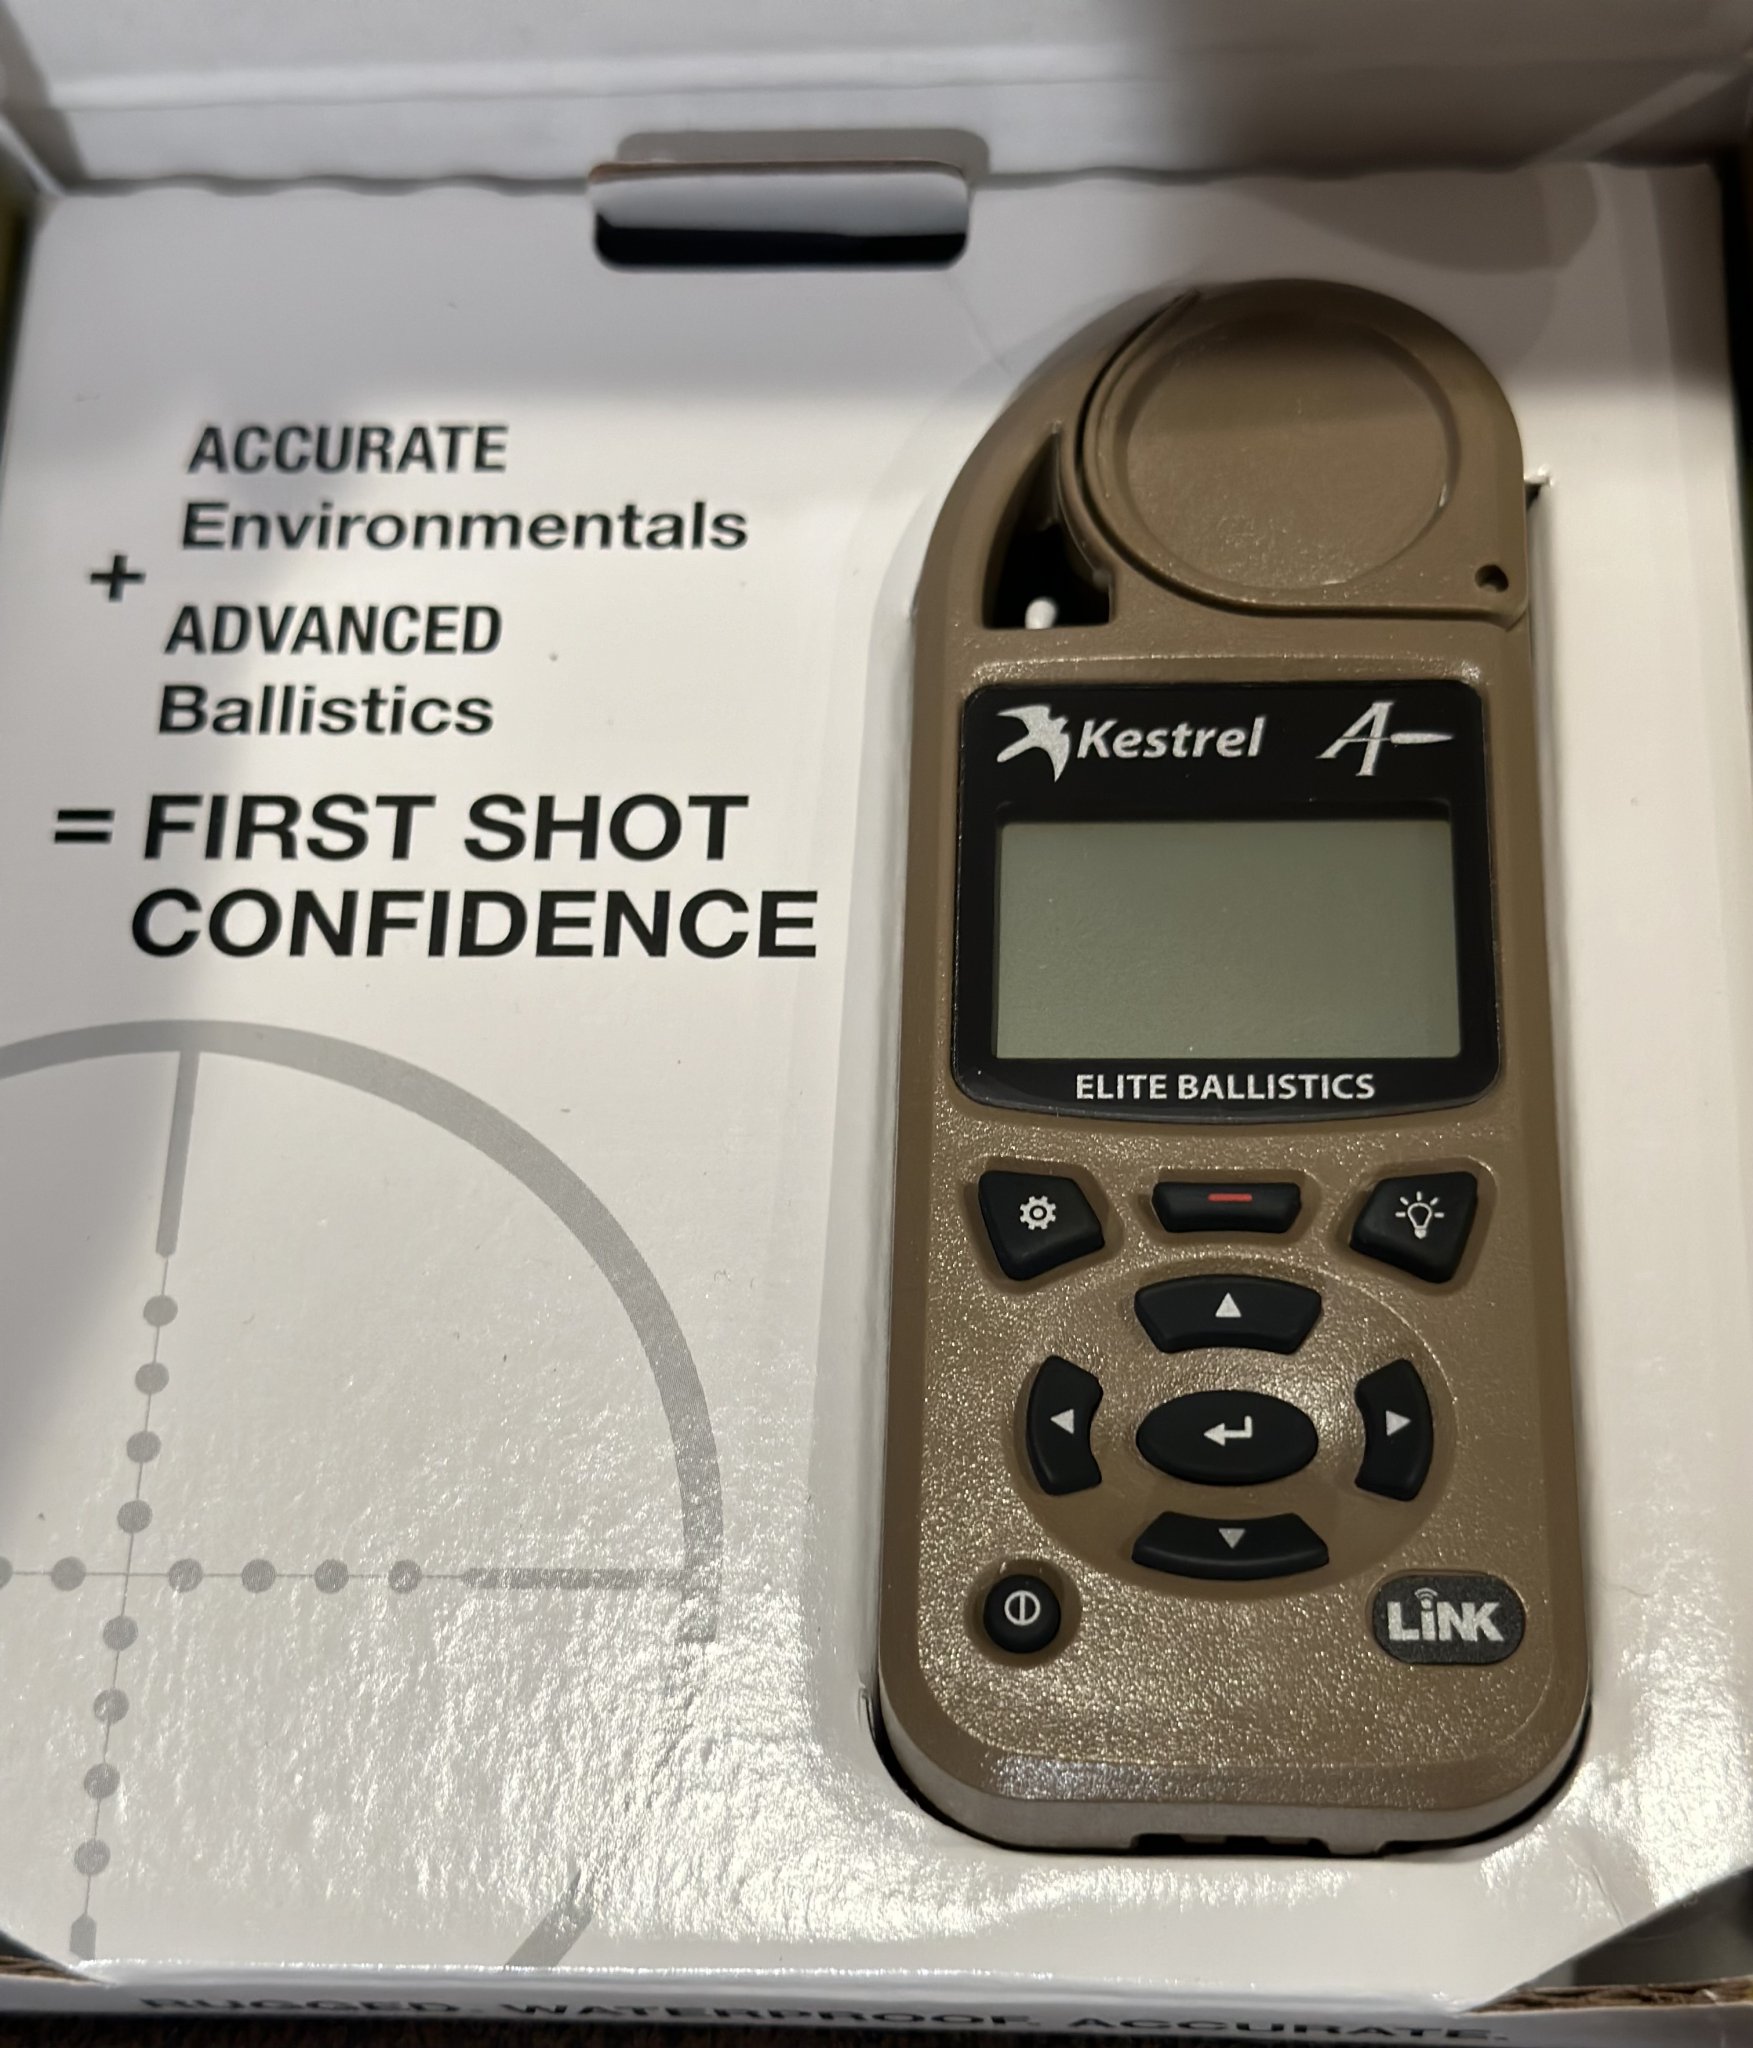 ACCURATE
Environmentals
+
ADVANCED
Ballistics
= FIRST SHOT
CONFIDENCE
Kestrel A
ELITE BALLISTICS
LiNK
RUGGED. WATERPROOF. ACCURATE.